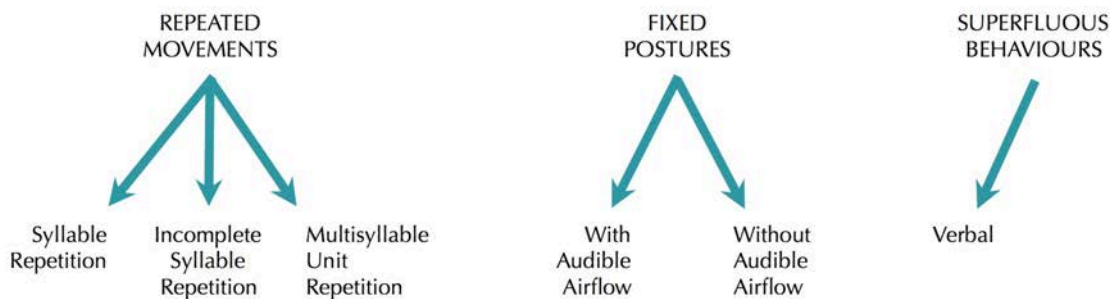 REPEATED
MOVEMENTS
FIXED
POSTURES
SUPERFLUOUS
BEHAVIOURS
Syllable
Repetition
Incomplete
Syllable
Repetition
Multisyllable
Unit
Repetition
With
Audible
Airflow
Without
Audible
Airflow
Verbal